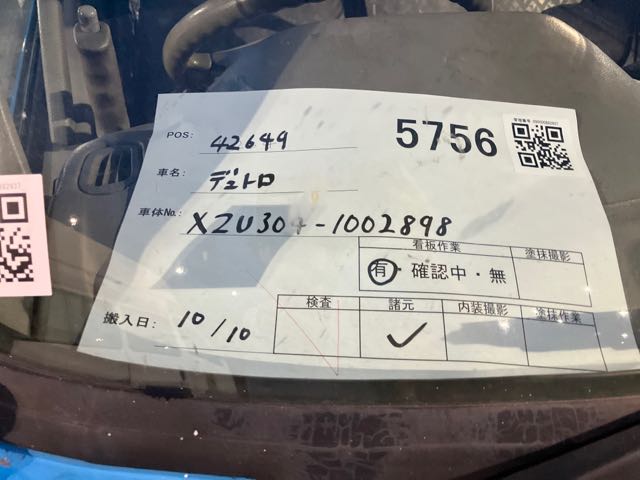 POS: 42649
5756
車名: デュトロ
車体No.: XZU304-1002898
看板作業 塗抹撮影
有・確認中・無
搬入日: 10/10
検査 諸元 内装撮影 塗抹作業
✓